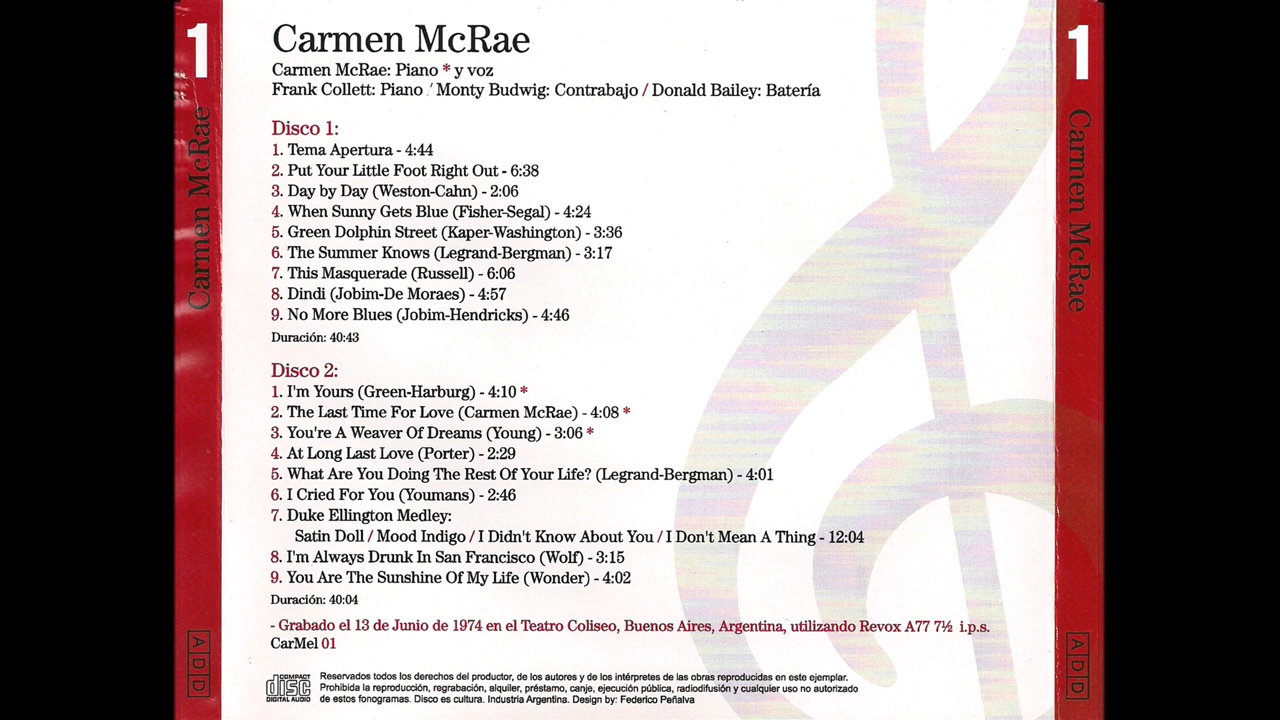 1
Carmen McRae
A D D
Carmen McRae
Carmen McRae: Piano * y voz
Frank Collett: Piano / Monty Budwig: Contrabajo / Donald Bailey: Batería
Disco 1:
1. Tema Apertura - 4:44
2. Put Your Little Foot Right Out - 6:38
3. Day by Day (Weston-Cahn) - 2:06
4. When Sunny Gets Blue (Fisher-Segal) - 4:24
5. Green Dolphin Street (Kaper-Washington) - 3:36
6. The Summer Knows (Legrand-Bergman) - 3:17
7. This Masquerade (Russell) - 6:06
8. Dindi (Jobim-De Moraes) - 4:57
9. No More Blues (Jobim-Hendricks) - 4:46
Duración: 40:43
Disco 2:
1. I'm Yours (Green-Harburg) - 4:10 *
2. The Last Time For Love (Carmen McRae) - 4:08 *
3. You're A Weaver Of Dreams (Young) - 3:06 *
4. At Long Last Love (Porter) - 2:29
5. What Are You Doing The Rest Of Your Life? (Legrand-Bergman) - 4:01
6. I Cried For You (Youmans) - 2:46
7. Duke Ellington Medley:
Satin Doll / Mood Indigo / I Didn't Know About You / I Don't Mean A Thing - 12:04
8. I'm Always Drunk In San Francisco (Wolf) - 3:15
9. You Are The Sunshine Of My Life (Wonder) - 4:02
Duración: 40:04
- Grabado el 13 de Junio de 1974 en el Teatro Coliseo, Buenos Aires, Argentina, utilizando Revox A77 7½ i.p.s.
CarMel 01
COMPACT
disc
DIGITAL AUDIO
Reservados todos los derechos del productor, de los autores y de los intérpretes de las obras reproducidas en este ejemplar.
Prohibida la reproducción, regrabación, alquiler, préstamo, canje, ejecución pública, radiodifusión y cualquier uso no autorizado
de estos fonogramas. Disco es cultura. Industria Argentina. Design by: Federico Peñalva
1
Carmen McRae
A D D